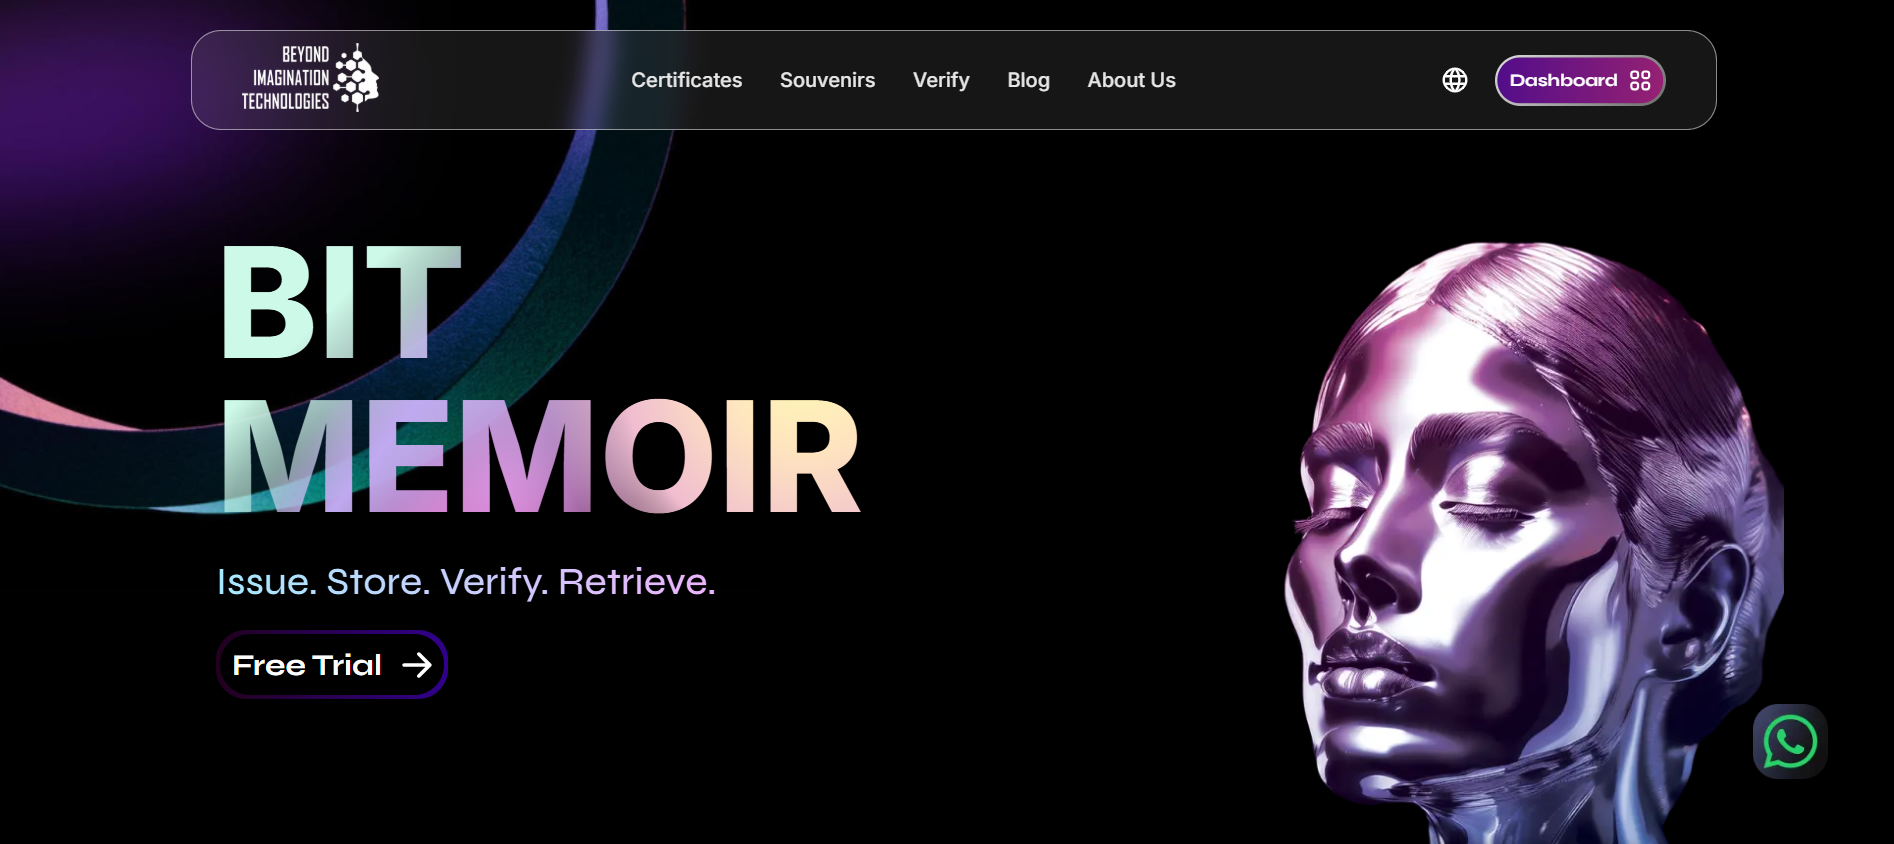 BEYOND
IMAGINATION
TECHNOLOGIES
Certificates Souvenirs Verify Blog About Us
Dashboard
BIT
MEMOIR
Issue. Store. Verify. Retrieve.
Free Trial